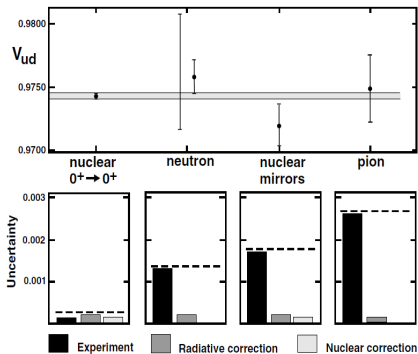 0.9800
V_ud
0.9750
0.9700
nuclear neutron nuclear pion
0⁺→0⁺ mirrors
0.003
0.002
0.001
Uncertainty
Experiment Radiative correction Nuclear correction